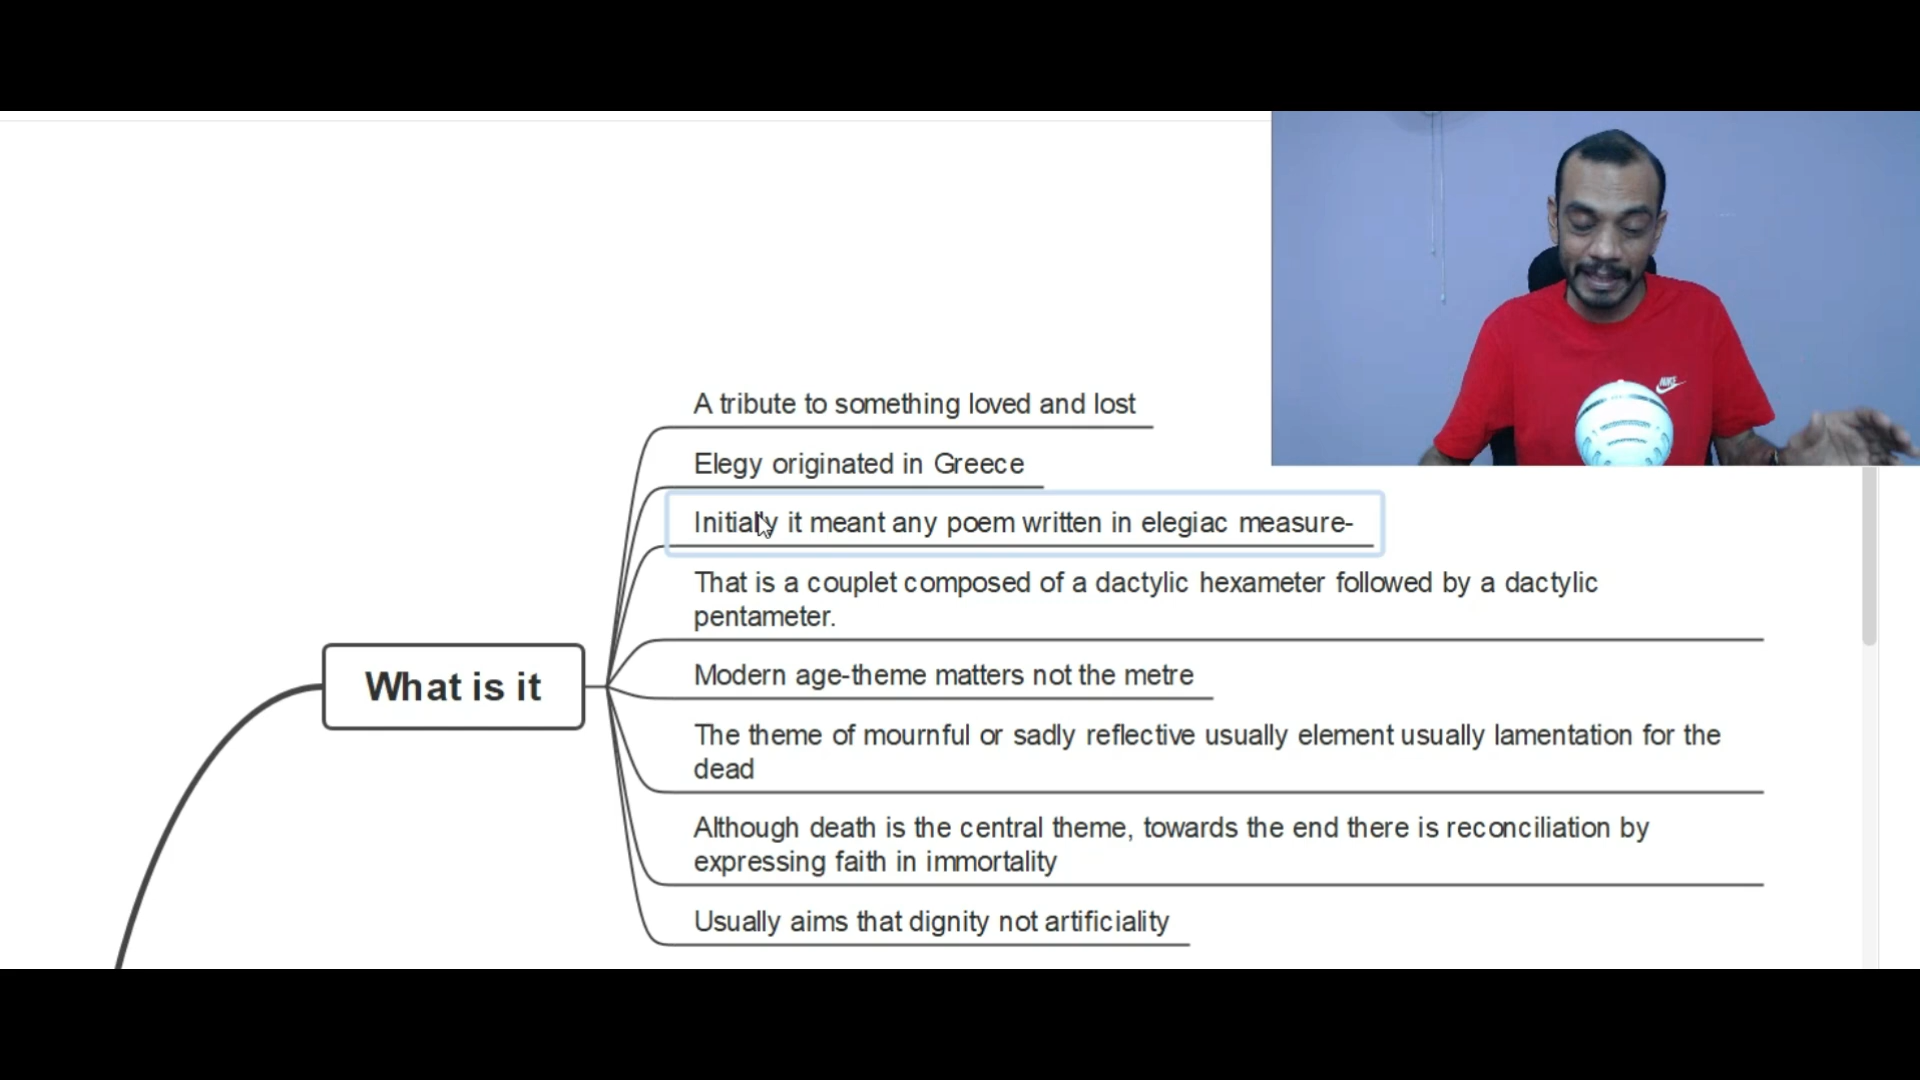 A tribute to something loved and lost
Elegy originated in Greece
Initially it meant any poem written in elegiac measure-
That is a couplet composed of a dactylic hexameter followed by a dactylic
pentameter.
What is it
Modern age-theme matters not the metre
The theme of mournful or sadly reflective usually element usually lamentation for the
dead
Although death is the central theme, towards the end there is reconciliation by
expressing faith in immortality
Usually aims that dignity not artificiality
NIKE